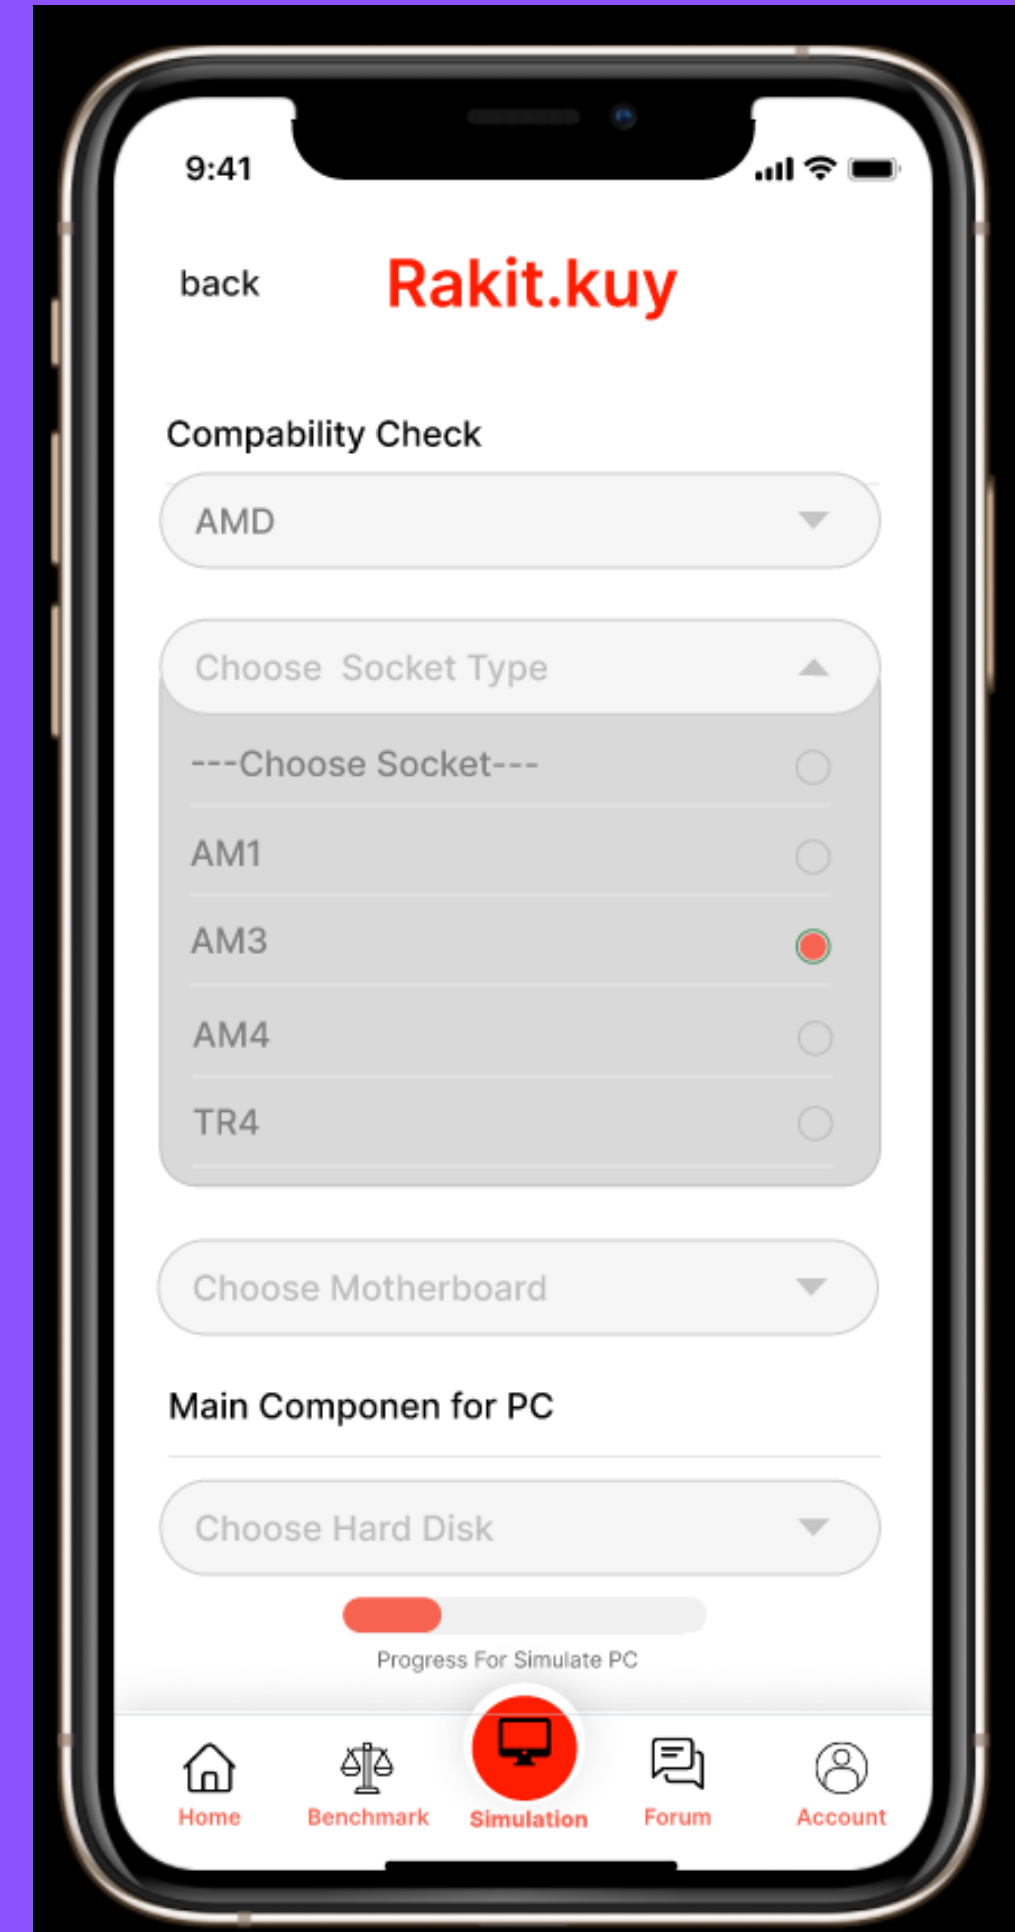 9:41
back
Rakit.kuy
Compability Check
AMD
Choose Socket Type
---Choose Socket---
AM1
AM3
AM4
TR4
Choose Motherboard
Main Componen for PC
Choose Hard Disk
Progress For Simulate PC
Home
Benchmark
Simulation
Forum
Account